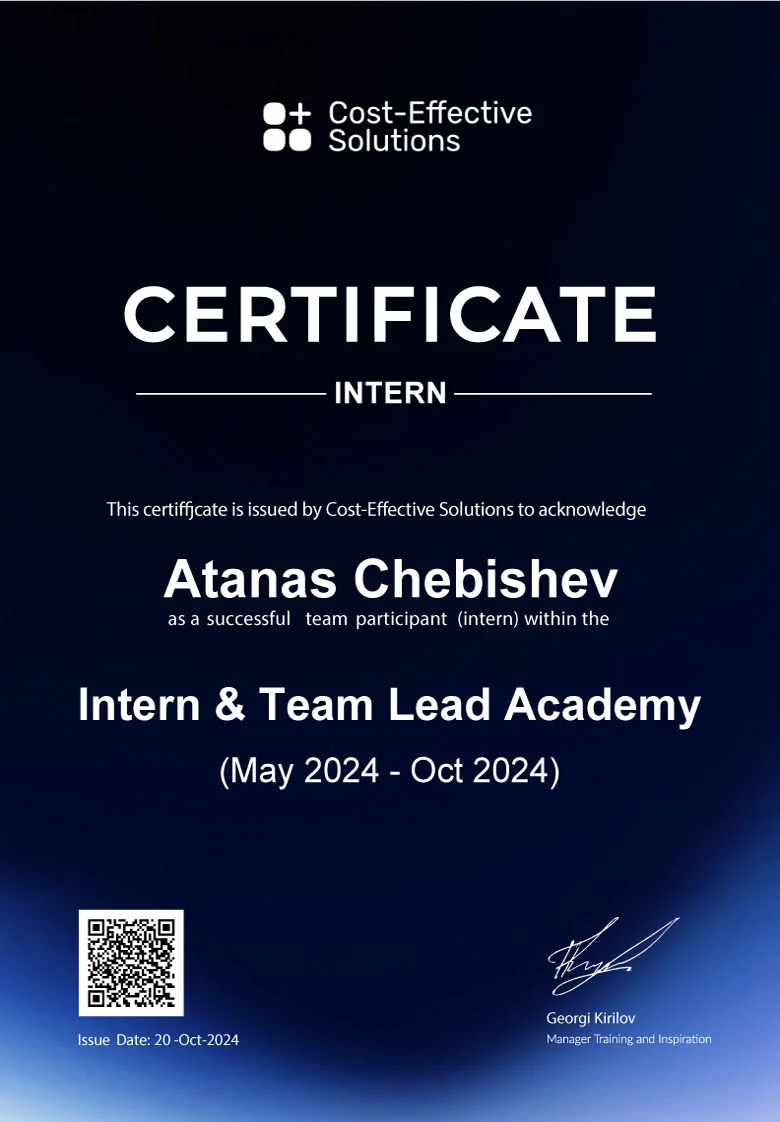 Cost-Effective
Solutions
CERTIFICATE
INTERN
This certiffjcate is issued by Cost-Effective Solutions to acknowledge
Atanas Chebishev
as a successful team participant (intern) within the
Intern & Team Lead Academy
(May 2024 - Oct 2024)
Issue Date: 20 -Oct-2024
Georgi Kirilov
Manager Training and Inspiration